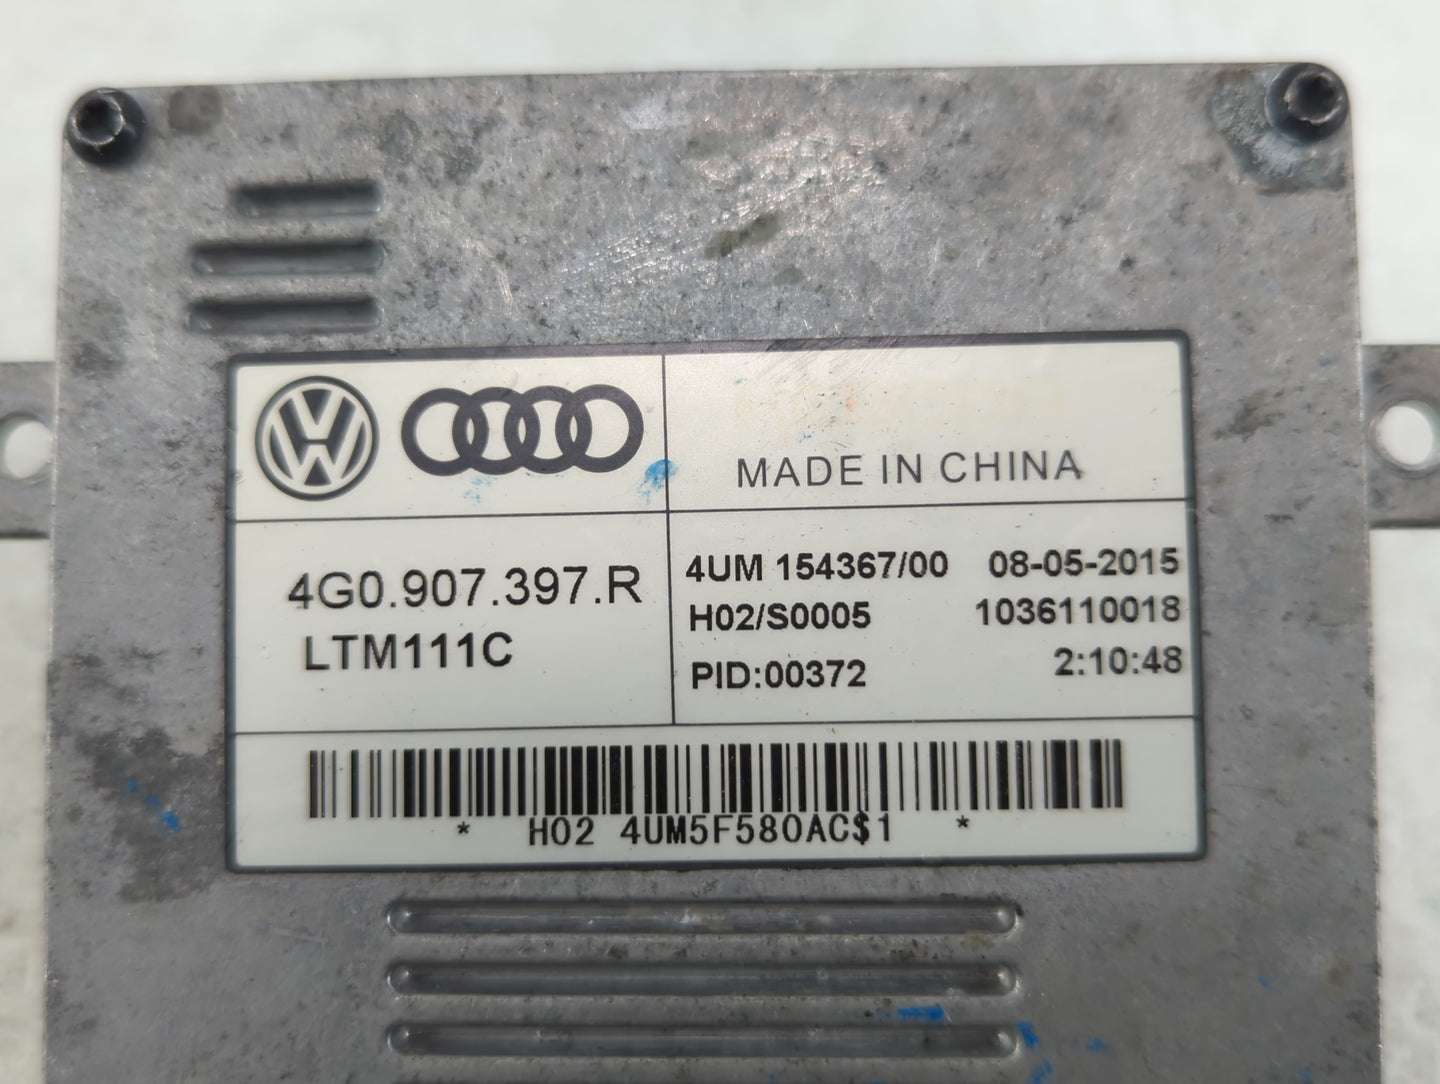 MADE IN CHINA
4G0.907.397.R
LTM111C
4UM 154367/00 08-05-2015
H02/S0005 1036110018
PID:00372 2:10:48
* H02 4UM5F580AC$1 *